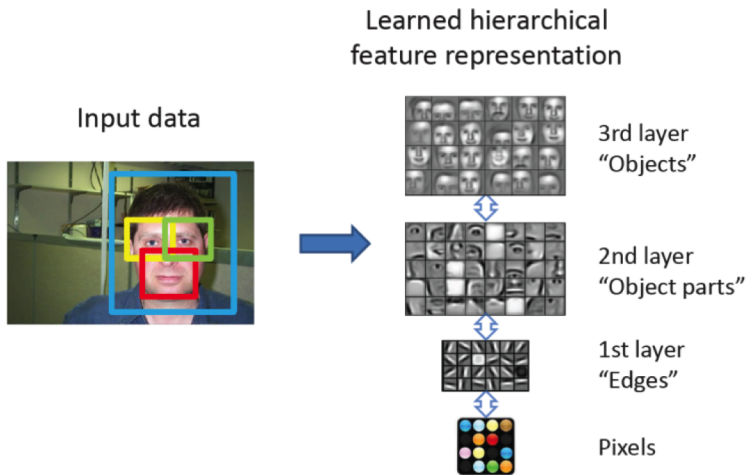 Learned hierarchical
feature representation
Input data
3rd layer
“Objects”
2nd layer
“Object parts”
1st layer
“Edges”
Pixels